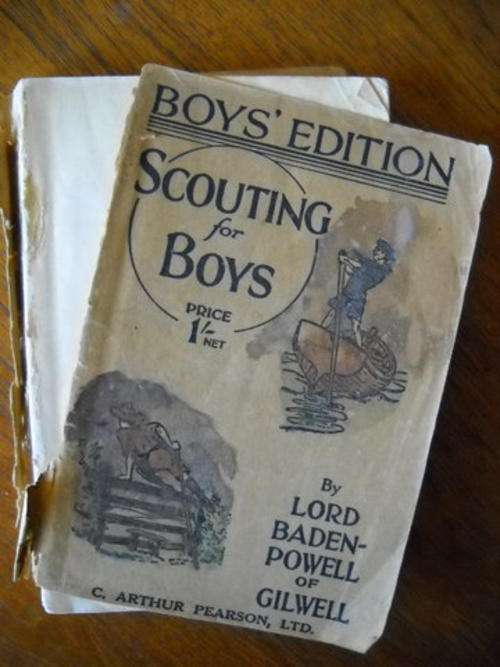 BOYS' EDITION
SCOUTING
for
BOYS
PRICE
1/-
NET
By
LORD
BADEN-
POWELL
OF
GILWELL
C. ARTHUR PEARSON, LTD.